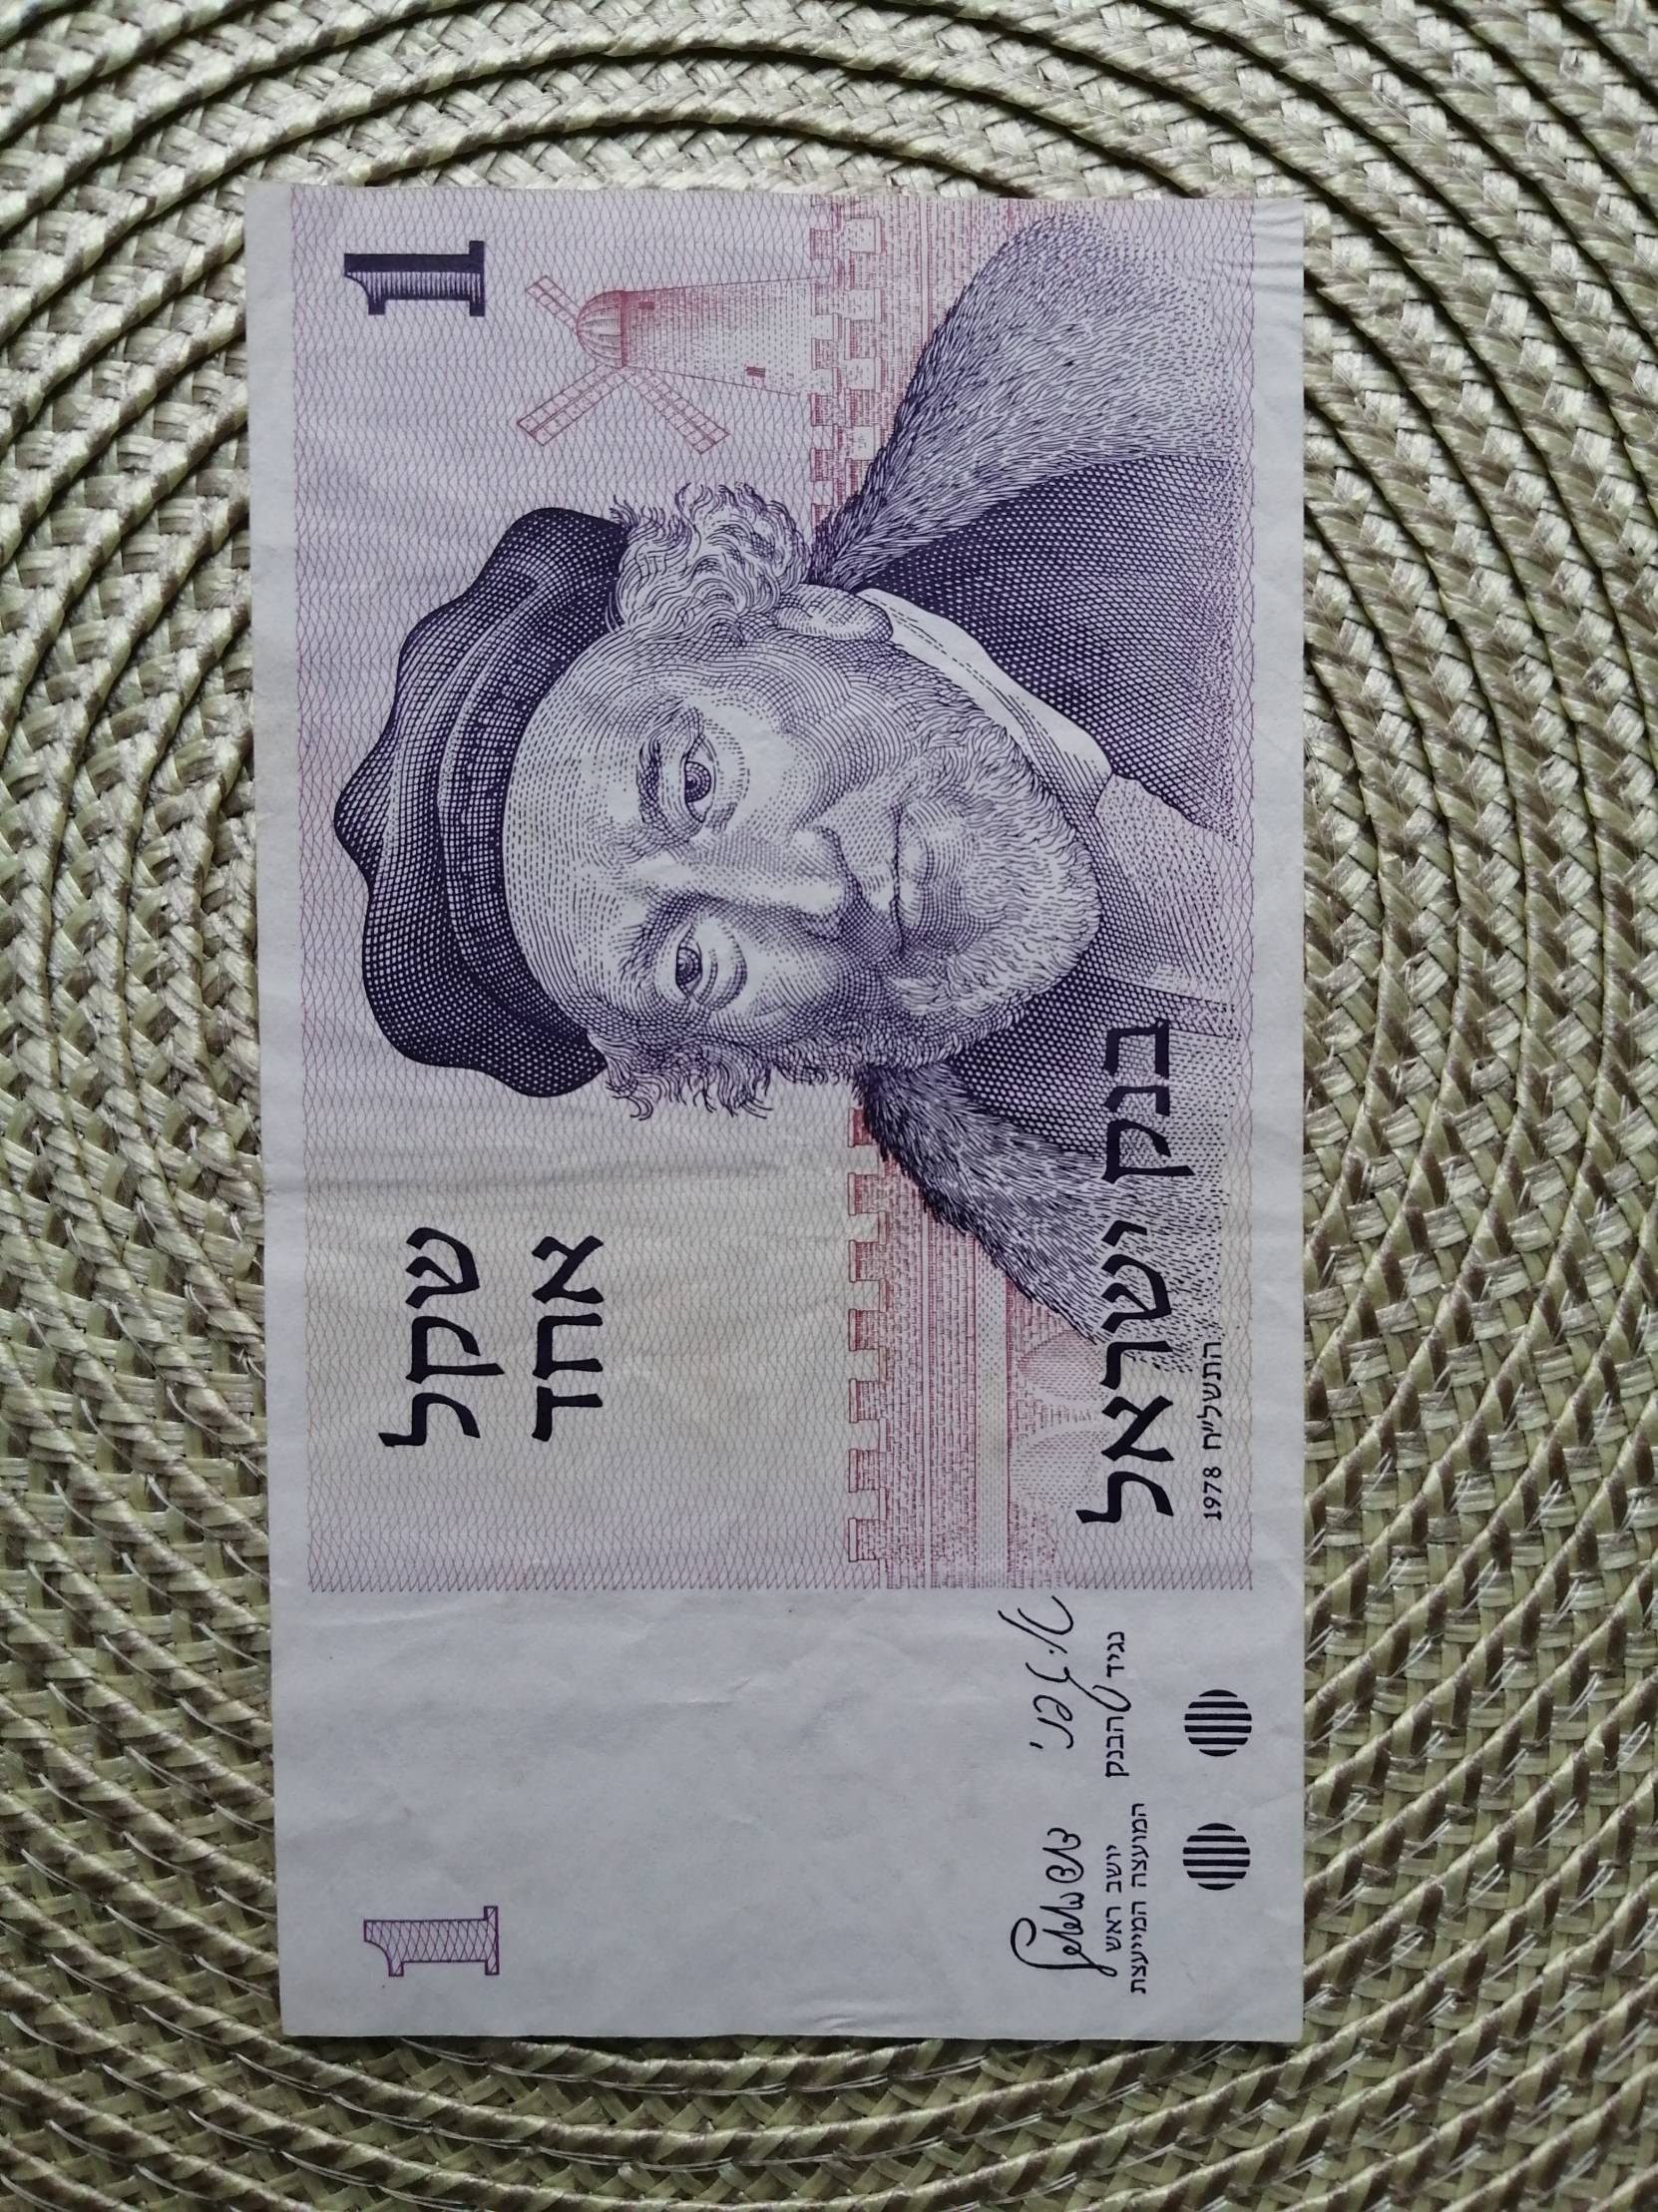 1
שקל
אחד
בנק ישראל
התשל״ח 1978
1
נגיד הבנק
יושב ראש
המועצה המייעצת